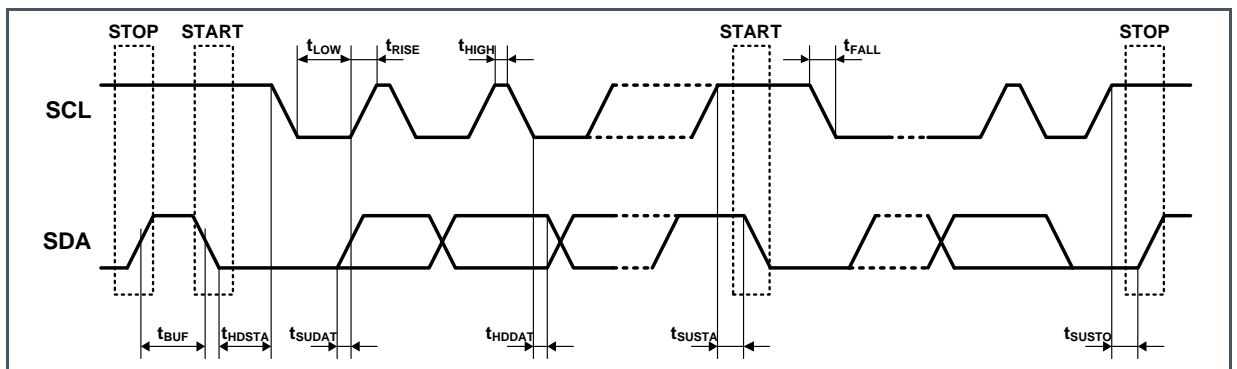 STOP START START STOP
tLOW tRISE tHIGH tFALL
SCL
SDA
tBUF tHDSTA tSUDAT tHDDAT tSUSTA tSUSTO